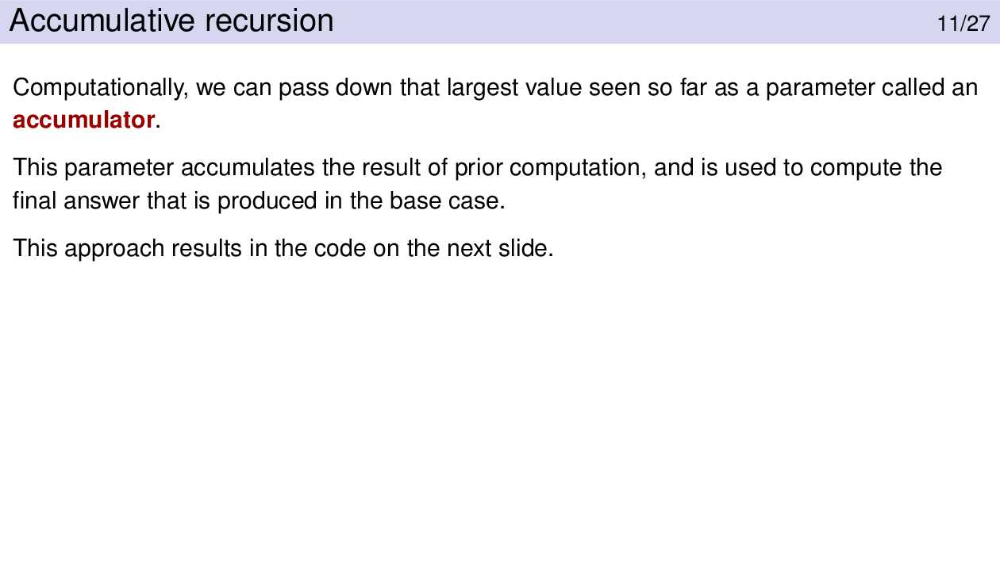 Accumulative recursion 11/27
Computationally, we can pass down that largest value seen so far as a parameter called an
accumulator.
This parameter accumulates the result of prior computation, and is used to compute the
final answer that is produced in the base case.
This approach results in the code on the next slide.